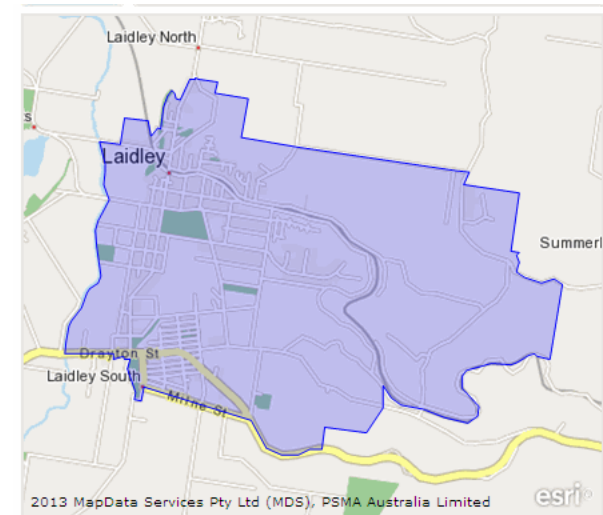 Laidley North
s
Laidley
Summerl
Drayton St
Laidley South
Milne St
2013 MapData Services Pty Ltd (MDS), PSMA Australia Limited
esri